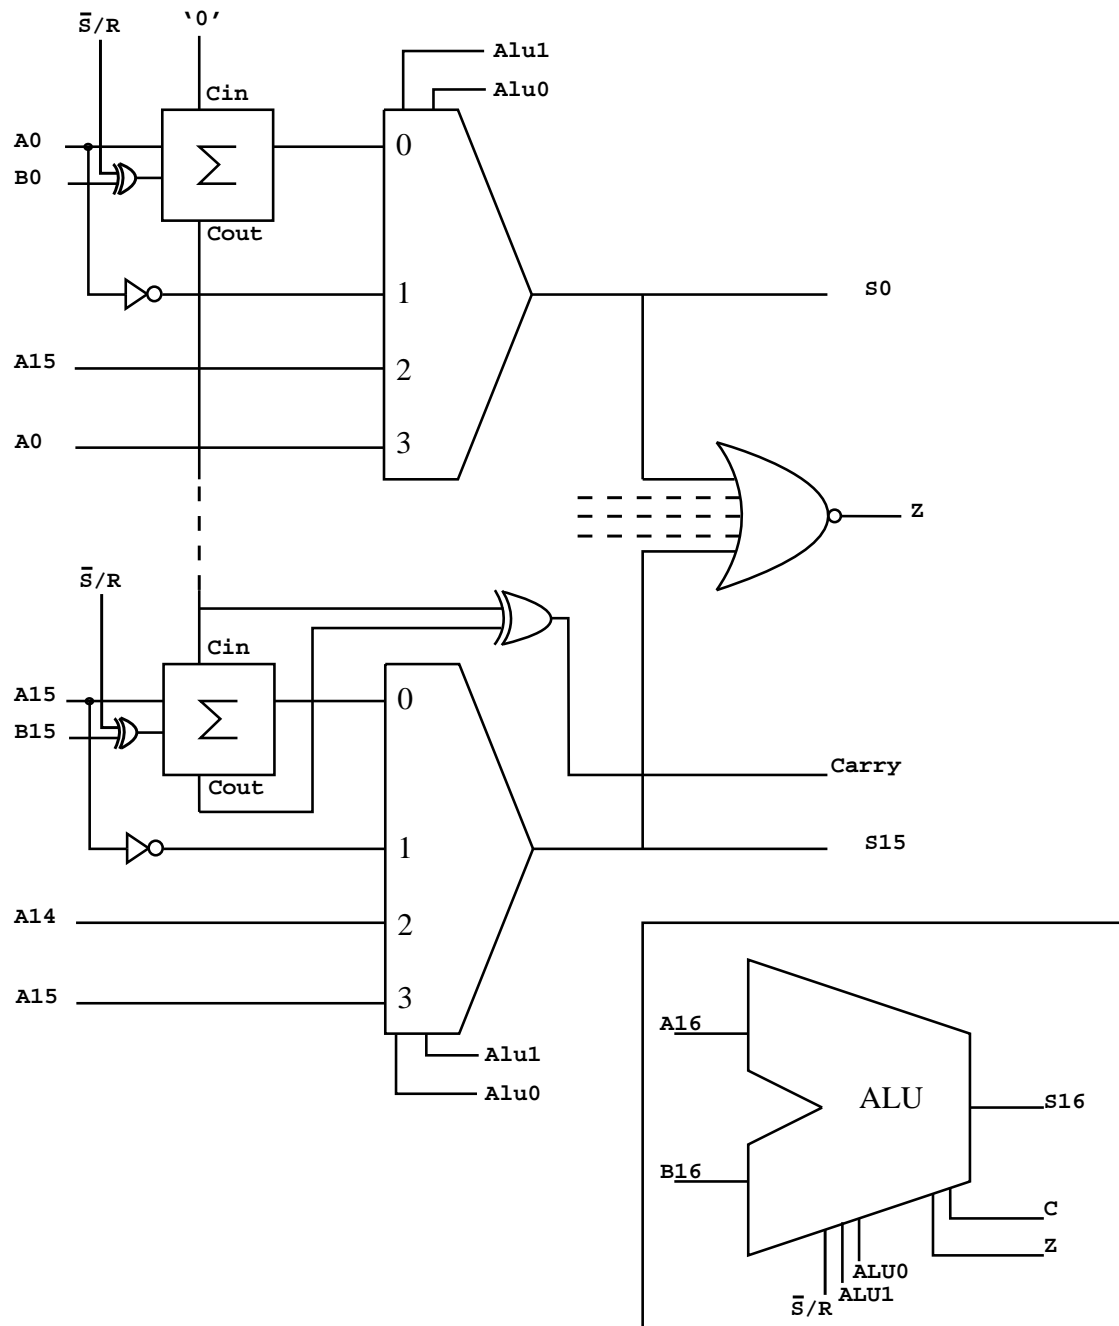 S̅/R
‘0’
Alu1
Alu0
Cin
A0
Σ
0
B0
Cout
1
S0
A15
2
A0
3
Z
S̅/R
Cin
A15
Σ
0
B15
Cout
Carry
1
S15
A14
2
A15
3
Alu1
Alu0
A16
ALU
S16
B16
C
Z
ALU0
ALU1
S̅/R